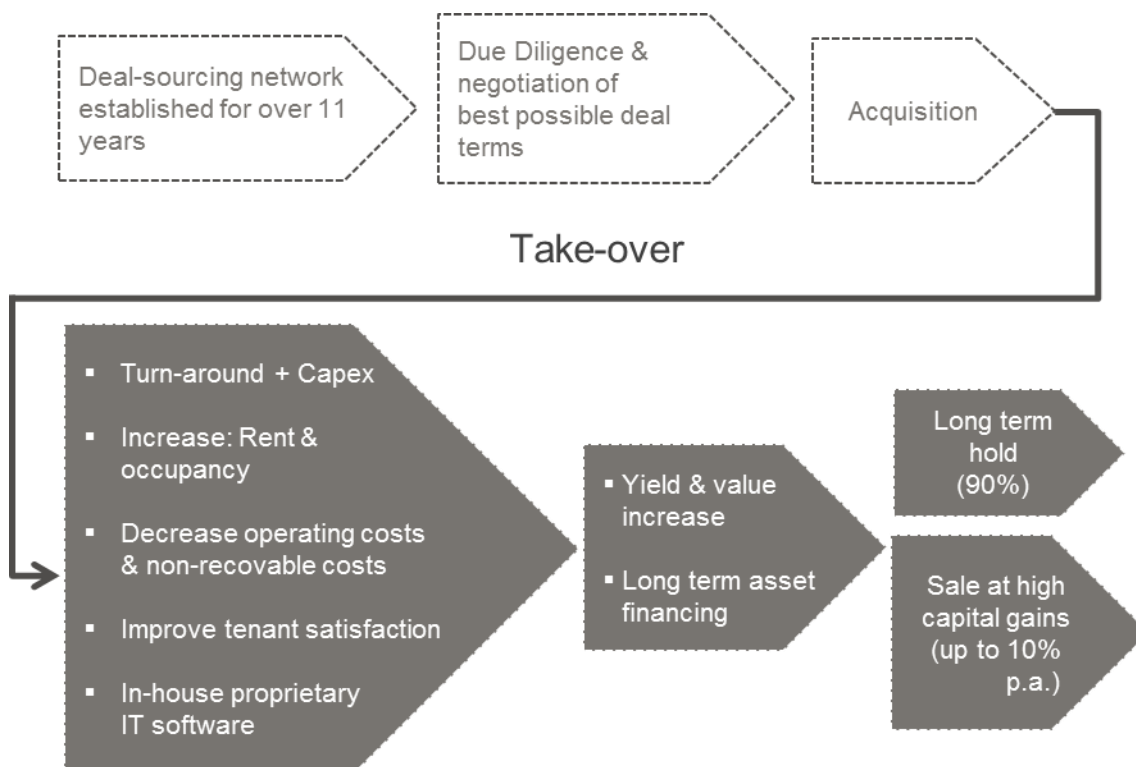 Deal-sourcing network
established for over 11
years
Due Diligence &
negotiation of
best possible deal
terms
Acquisition
Take-over
▪ Turn-around + Capex
▪ Increase: Rent &
occupancy
▪ Decrease operating costs
& non-recovable costs
▪ Improve tenant satisfaction
▪ In-house proprietary
IT software
▪ Yield & value
increase
▪ Long term asset
financing
Long term
hold
(90%)
Sale at high
capital gains
(up to 10%
p.a.)